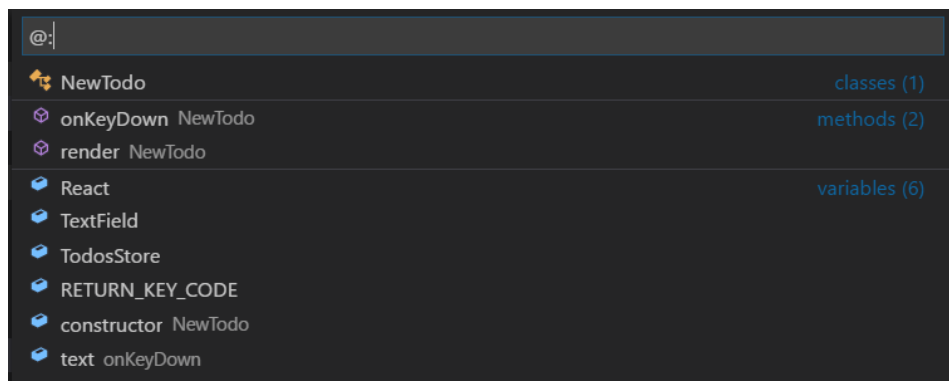 @:
NewTodo classes (1)
onKeyDown NewTodo methods (2)
render NewTodo
React variables (6)
TextField
TodosStore
RETURN_KEY_CODE
constructor NewTodo
text onKeyDown